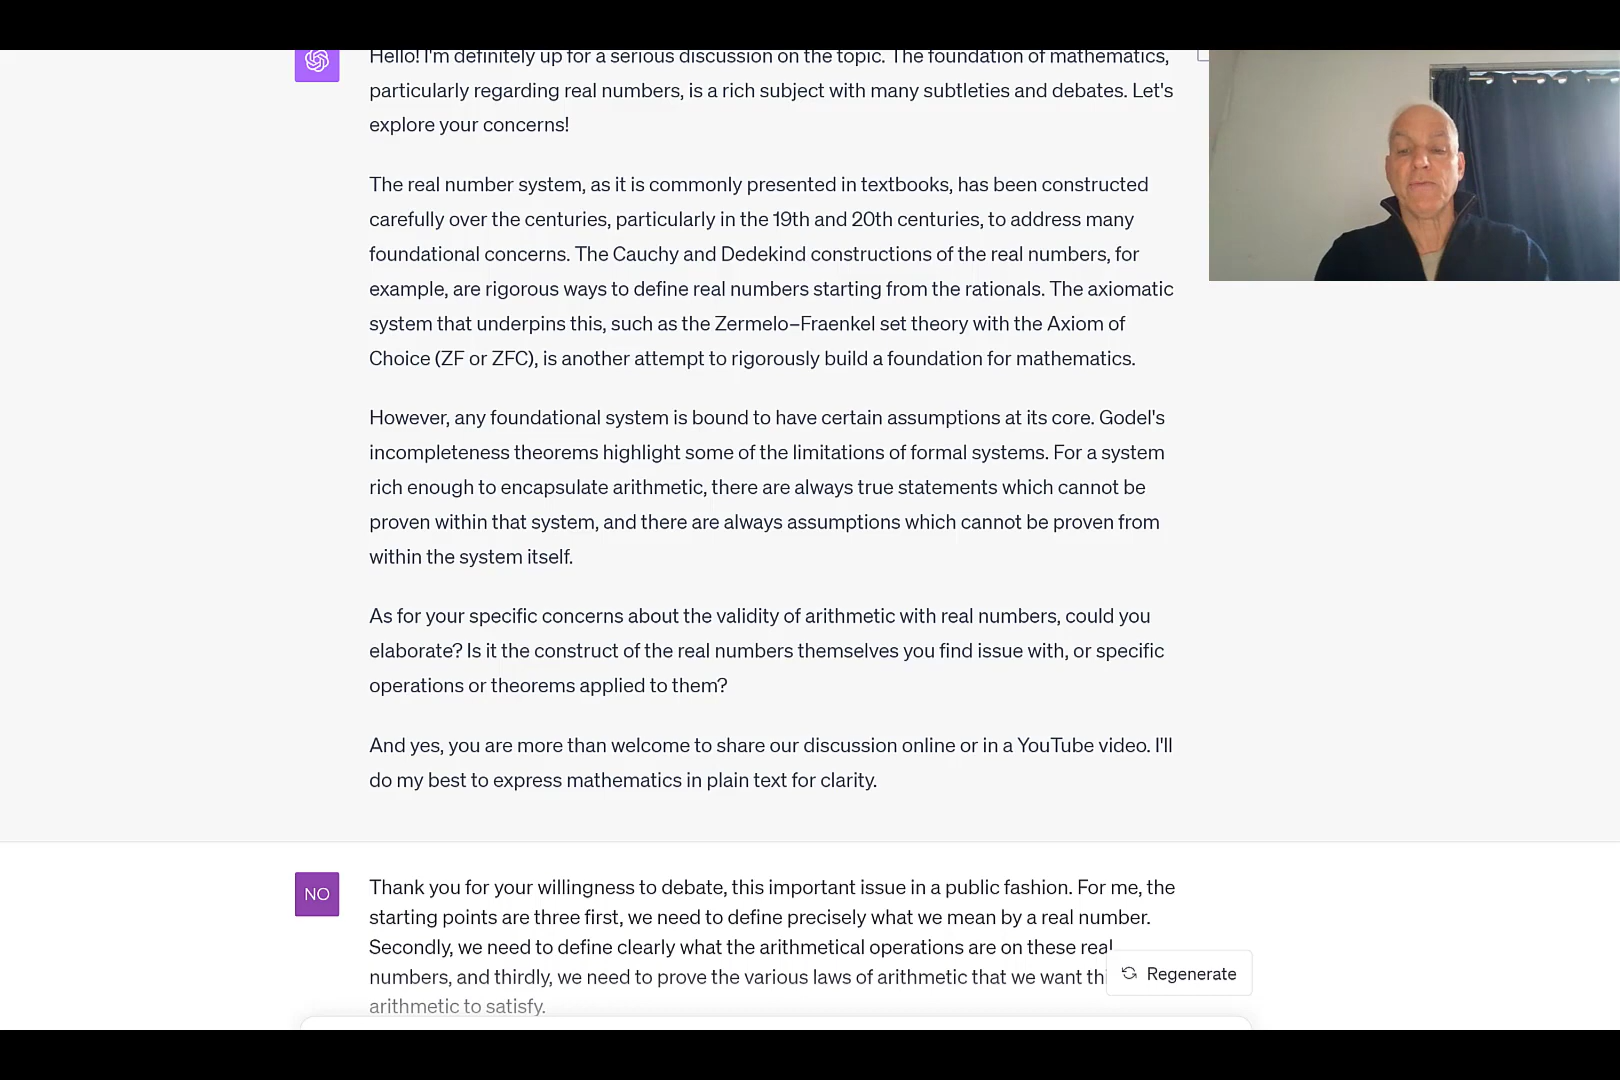 Hello! I'm definitely up for a serious discussion on the topic. The foundation of mathematics,
particularly regarding real numbers, is a rich subject with many subtleties and debates. Let's
explore your concerns!
The real number system, as it is commonly presented in textbooks, has been constructed
carefully over the centuries, particularly in the 19th and 20th centuries, to address many
foundational concerns. The Cauchy and Dedekind constructions of the real numbers, for
example, are rigorous ways to define real numbers starting from the rationals. The axiomatic
system that underpins this, such as the Zermelo–Fraenkel set theory with the Axiom of
Choice (ZF or ZFC), is another attempt to rigorously build a foundation for mathematics.
However, any foundational system is bound to have certain assumptions at its core. Godel's
incompleteness theorems highlight some of the limitations of formal systems. For a system
rich enough to encapsulate arithmetic, there are always true statements which cannot be
proven within that system, and there are always assumptions which cannot be proven from
within the system itself.
As for your specific concerns about the validity of arithmetic with real numbers, could you
elaborate? Is it the construct of the real numbers themselves you find issue with, or specific
operations or theorems applied to them?
And yes, you are more than welcome to share our discussion online or in a YouTube video. I'll
do my best to express mathematics in plain text for clarity.
NO
Thank you for your willingness to debate, this important issue in a public fashion. For me, the
starting points are three first, we need to define precisely what we mean by a real number.
Secondly, we need to define clearly what the arithmetical operations are on these real
numbers, and thirdly, we need to prove the various laws of arithmetic that we want
Regenerate
arithmetic to satisfy.